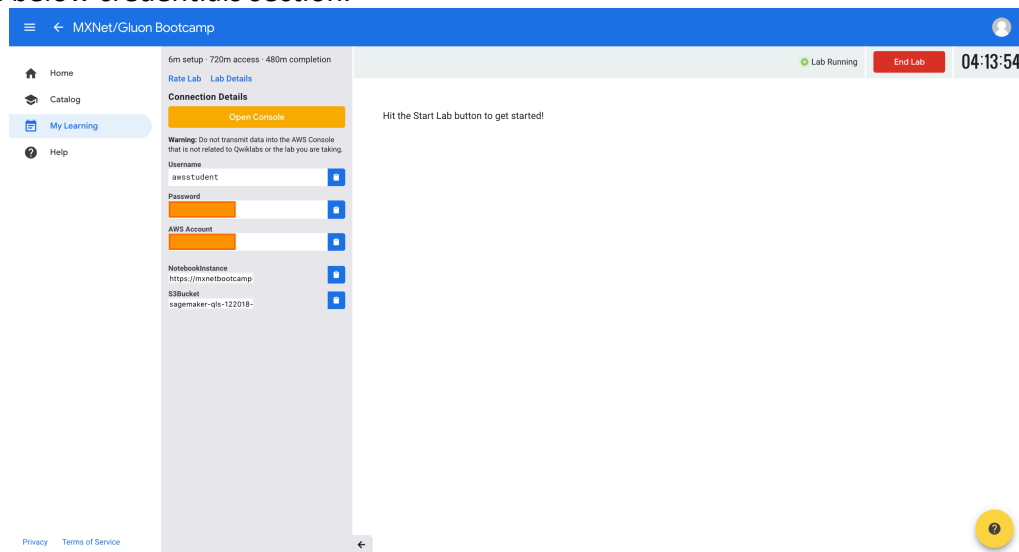 below credentials section.
MXNet/Gluon Bootcamp
Home
Catalog
My Learning
Help
6m setup · 720m access · 480m completion
Rate Lab Lab Details
Connection Details
Open Console
Warning: Do not transmit data into the AWS Console
that is not related to Qwiklabs or the lab you are taking.
Username
awsstudent
Password
AWS Account
NotebookInstance
https://mxnetbootcamp
S3Bucket
sagemaker-qls-122018-
Lab Running
End Lab
04:13:54
Hit the Start Lab button to get started!
Privacy Terms of Service